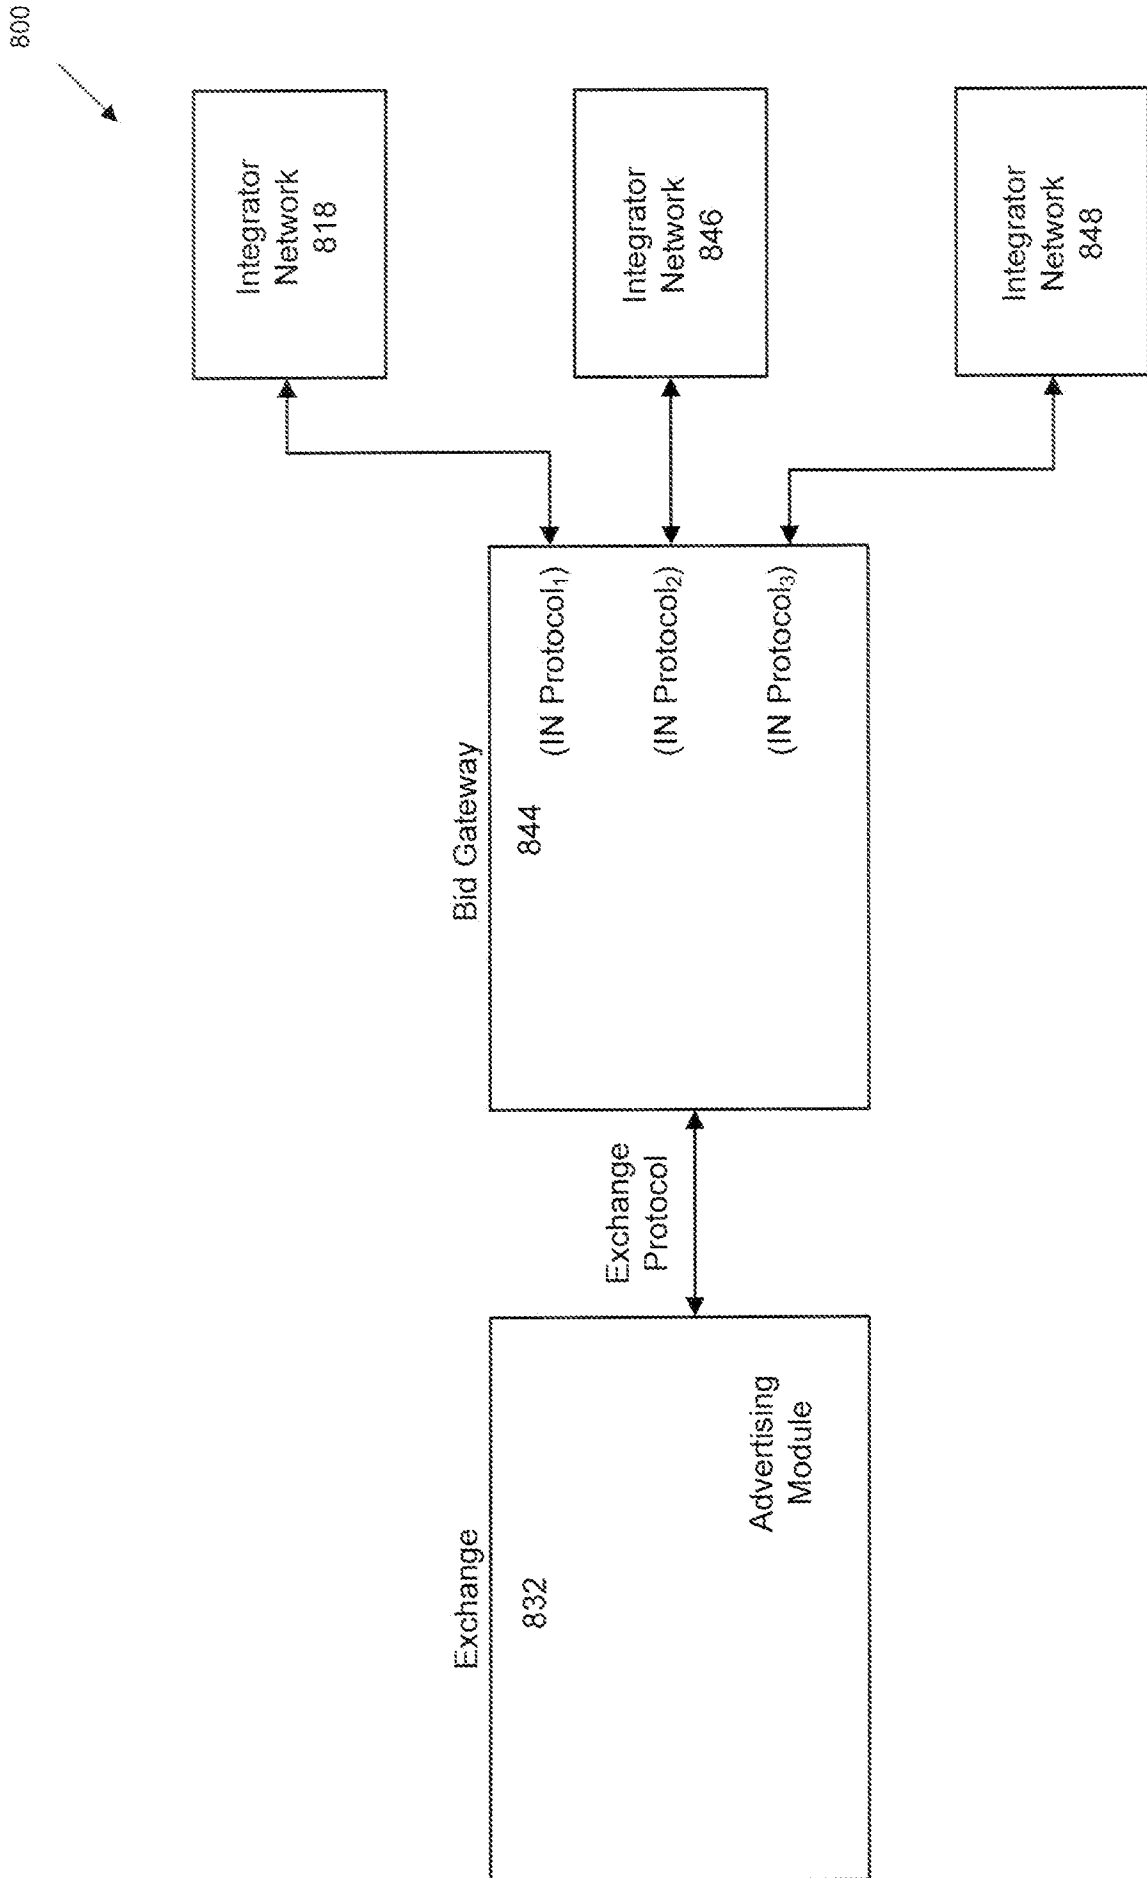 800
Exchange
832
Advertising
Module
Exchange
Protocol
Bid Gateway
844
(IN Protocol₁)
(IN Protocol₂)
(IN Protocol₃)
Integrator
Network
818
Integrator
Network
846
Integrator
Network
848